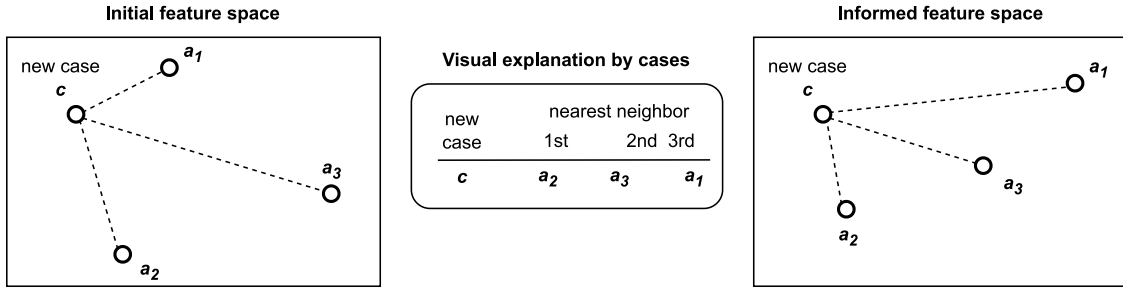 Initial feature space
new case
c
a1
a3
a2
Visual explanation by cases
new case
nearest neighbor
1st 2nd 3rd
c a2 a3 a1
Informed feature space
new case
c
a1
a3
a2